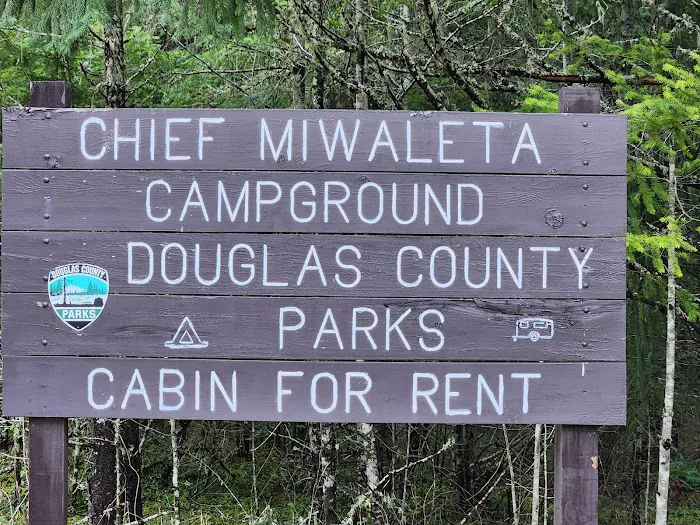 CHIEF MIWALETA
CAMPGROUND
DOUGLAS COUNTY
PARKS
CABIN FOR RENT
DOUGLAS COUNTY
PARKS